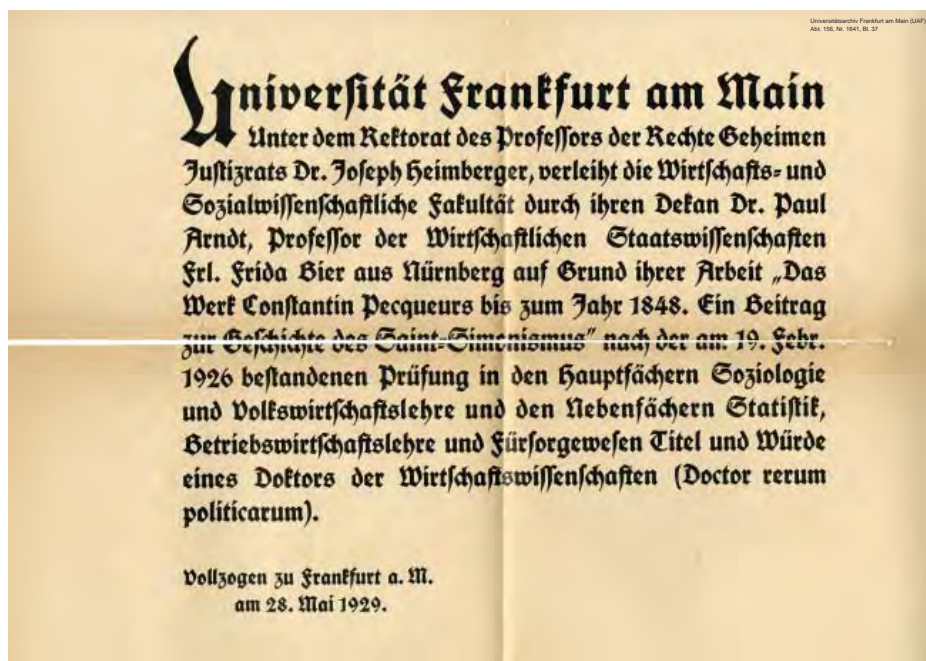 Universitätsarchiv Frankfurt am Main (UAF)
Abt. 156, Nr. 1641, Bl. 37
Universität Frankfurt am Main
Unter dem Rektorat des Professors der Rechte Geheimen
Justizrats Dr. Joseph Heimberger, verleiht die Wirtschafts- und
Sozialwissenschaftliche Fakultät durch ihren Dekan Dr. Paul
Arndt, Professor der Wirtschaftlichen Staatswissenschaften
Frl. Frida Bier aus Nürnberg auf Grund ihrer Arbeit „Das
Werk Constantin Pecqueurs bis zum Jahr 1848. Ein Beitrag
zur Geschichte des Saint-Simonismus“ nach der am 19. Febr.
1926 bestandenen Prüfung in den Hauptfächern Soziologie
und Volkswirtschaftslehre und den Nebenfächern Statistik,
Betriebswirtschaftslehre und Fürsorgewesen Titel und Würde
eines Doktors der Wirtschaftswissenschaften (Doctor rerum
politicarum).
Vollzogen zu Frankfurt a. M.
am 28. Mai 1929.